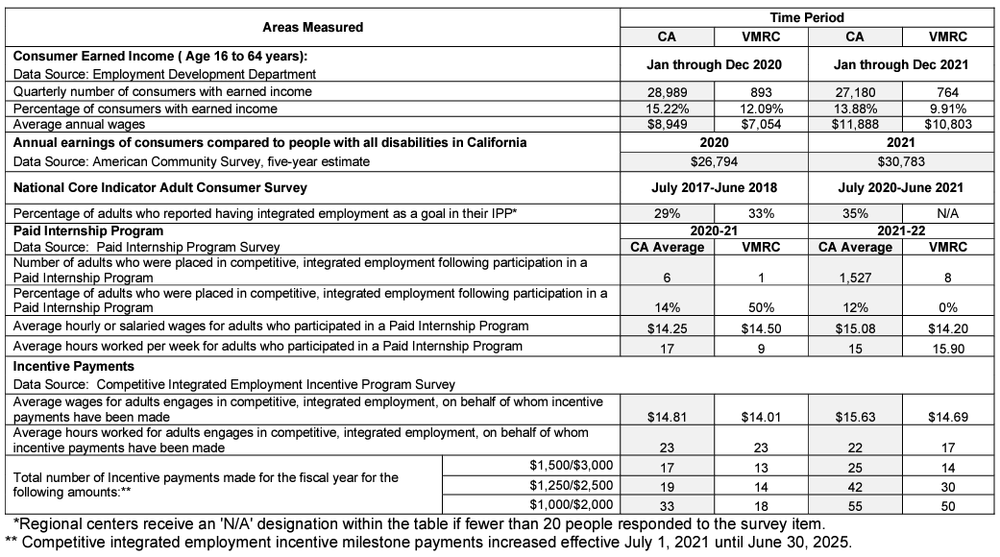 Areas Measured
Time Period
CA VMRC CA VMRC
Consumer Earned Income ( Age 16 to 64 years):
Data Source: Employment Development Department
Jan through Dec 2020 Jan through Dec 2021
Quarterly number of consumers with earned income 28,989 893 27,180 764
Percentage of consumers with earned income 15.22% 12.09% 13.88% 9.91%
Average annual wages $8,949 $7,054 $11,888 $10,803
Annual earnings of consumers compared to people with all disabilities in California 2020 2021
Data Source: American Community Survey, five-year estimate $26,794 $30,783
National Core Indicator Adult Consumer Survey July 2017-June 2018 July 2020-June 2021
Percentage of adults who reported having integrated employment as a goal in their IPP* 29% 33% 35% N/A
Paid Internship Program 2020-21 2021-22
Data Source: Paid Internship Program Survey CA Average VMRC CA Average VMRC
Number of adults who were placed in competitive, integrated employment following participation in a
Paid Internship Program 6 1 1,527 8
Percentage of adults who were placed in competitive, integrated employment following participation in a
Paid Internship Program 14% 50% 12% 0%
Average hourly or salaried wages for adults who participated in a Paid Internship Program $14.25 $14.50 $15.08 $14.20
Average hours worked per week for adults who participated in a Paid Internship Program 17 9 15 15.90
Incentive Payments
Data Source: Competitive Integrated Employment Incentive Program Survey
Average wages for adults engages in competitive, integrated employment, on behalf of whom incentive
payments have been made $14.81 $14.01 $15.63 $14.69
Average hours worked for adults engages in competitive, integrated employment, on behalf of whom
incentive payments have been made 23 23 22 17
Total number of Incentive payments made for the fiscal year for the
following amounts:**
$1,500/$3,000 17 13 25 14
$1,250/$2,500 19 14 42 30
$1,000/$2,000 33 18 55 50
*Regional centers receive an 'N/A' designation within the table if fewer than 20 people responded to the survey item.
** Competitive integrated employment incentive milestone payments increased effective July 1, 2021 until June 30, 2025.